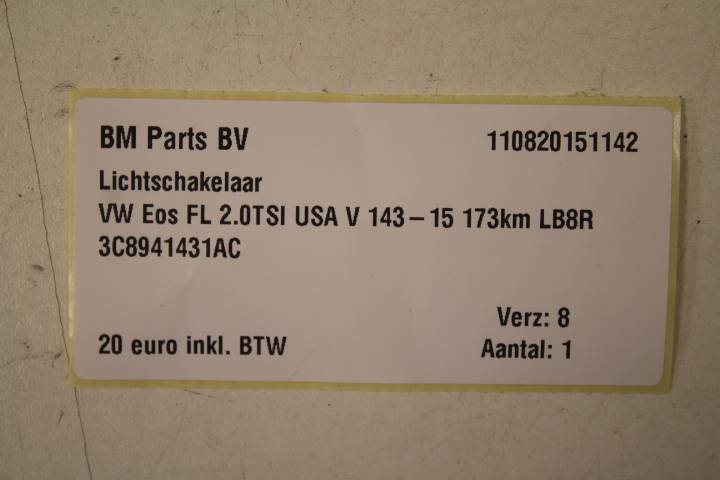 BM Parts BV 110820151142
Lichtschakelaar
VW Eos FL 2.0TSI USA V 143-15 173km LB8R
3C8941431AC
Verz: 8
20 euro inkl. BTW Aantal: 1